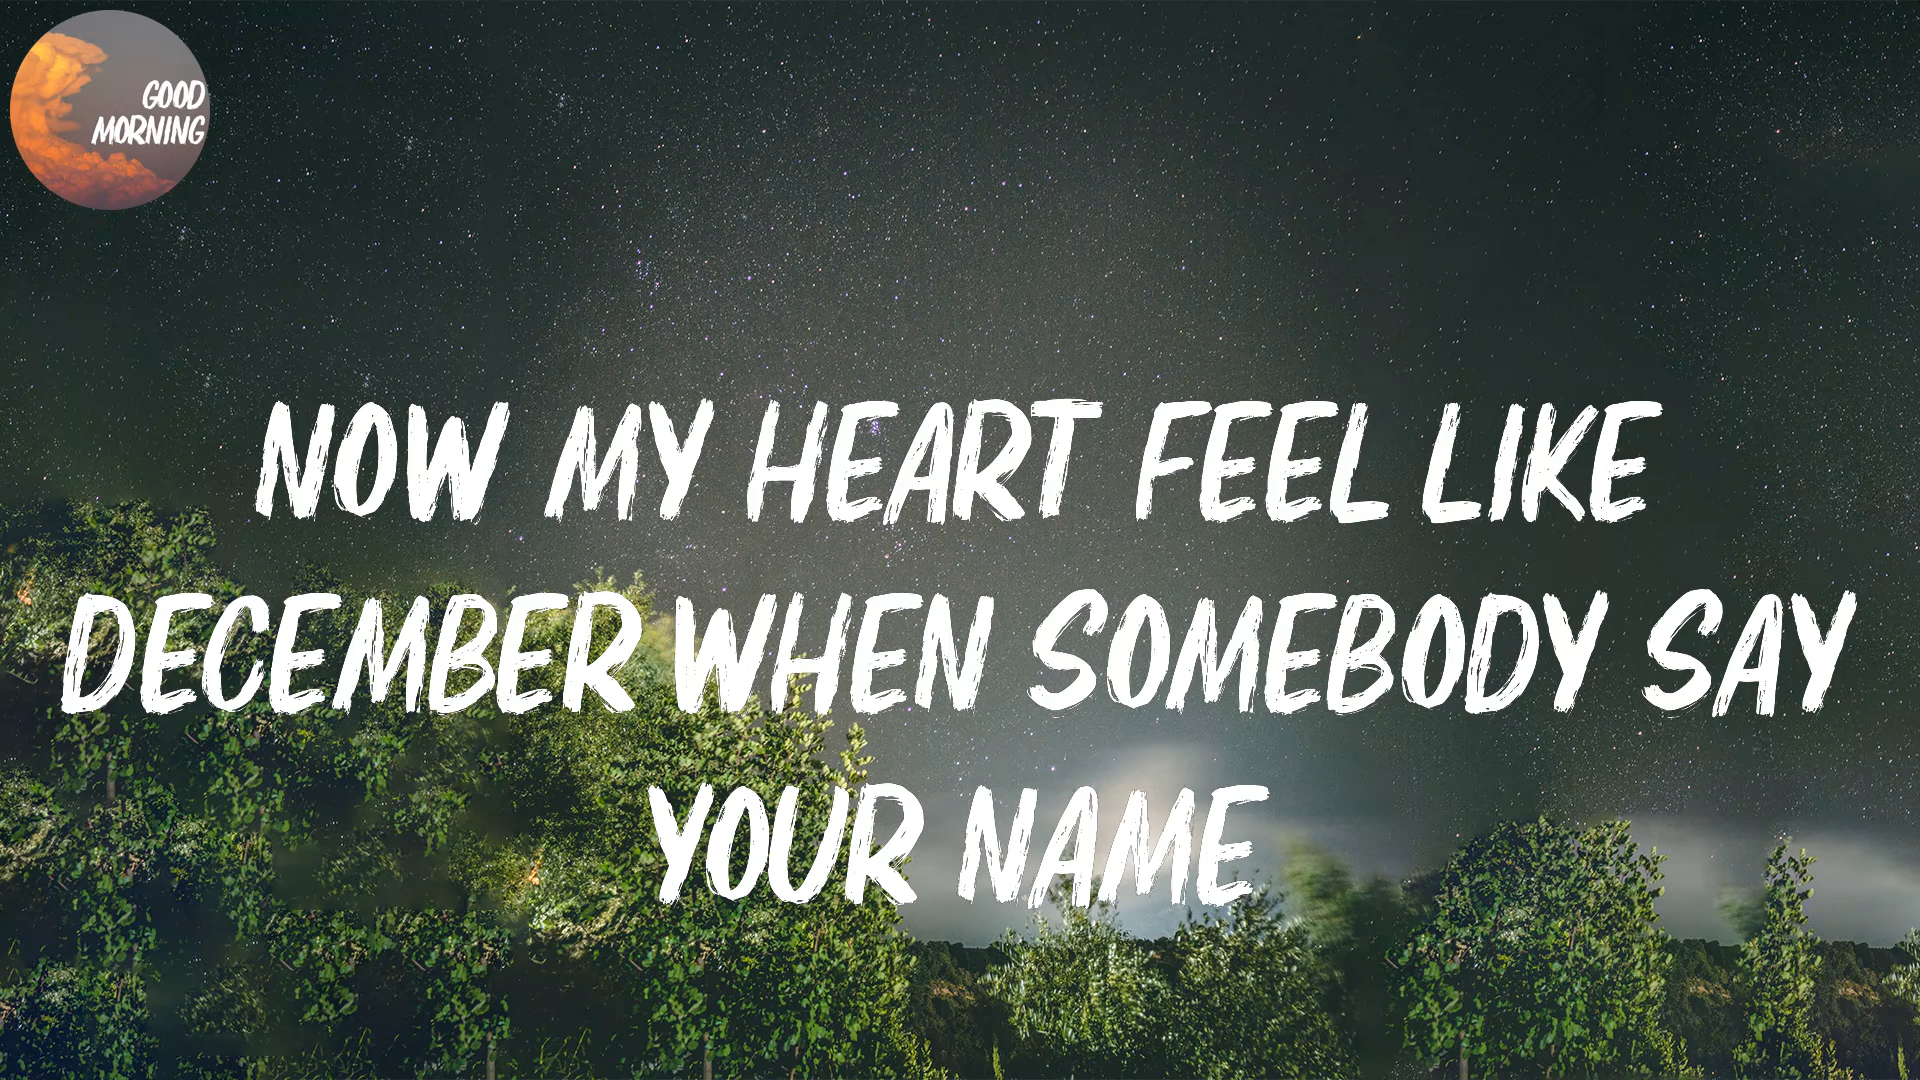 GOOD
MORNING
NOW MY HEART FEEL LIKE
DECEMBER WHEN SOMEBODY SAY
YOUR NAME